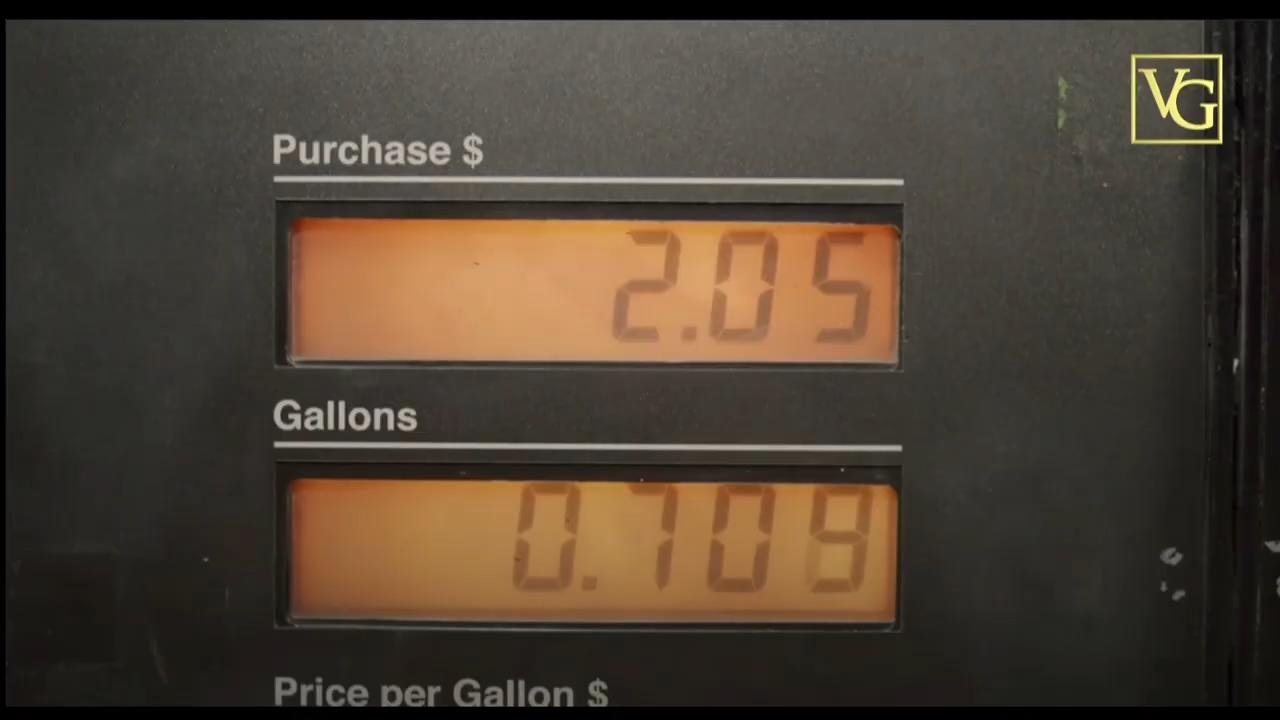 VG
Purchase $
2.05
Gallons
0.709
Price per Gallon $